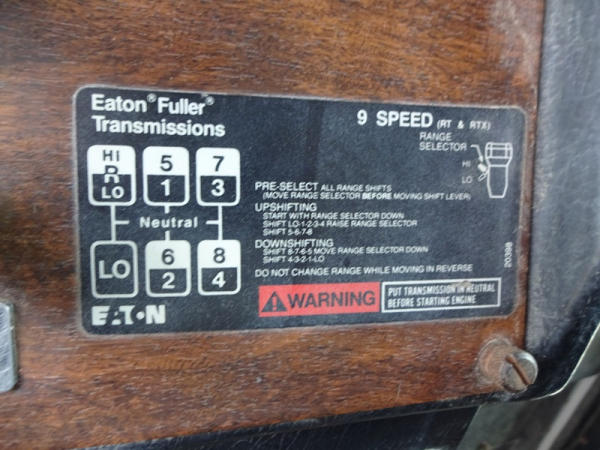 Eaton® Fuller®
Transmissions
9 SPEED (RT & RTX)
RANGE
SELECTOR
HI
LO
HI
R
LO
5
1
7
3
Neutral
LO
6
2
8
4
PRE-SELECT ALL RANGE SHIFTS
(MOVE RANGE SELECTOR BEFORE MOVING SHIFT LEVER)
UPSHIFTING
START WITH RANGE SELECTOR DOWN
SHIFT LO-1-2-3-4 RAISE RANGE SELECTOR
SHIFT 5-6-7-8
DOWNSHIFTING
SHIFT 8-7-6-5 MOVE RANGE SELECTOR DOWN
SHIFT 4-3-2-1-LO
DO NOT CHANGE RANGE WHILE MOVING IN REVERSE
20398
WARNING
PUT TRANSMISSION IN NEUTRAL
BEFORE STARTING ENGINE
EATON